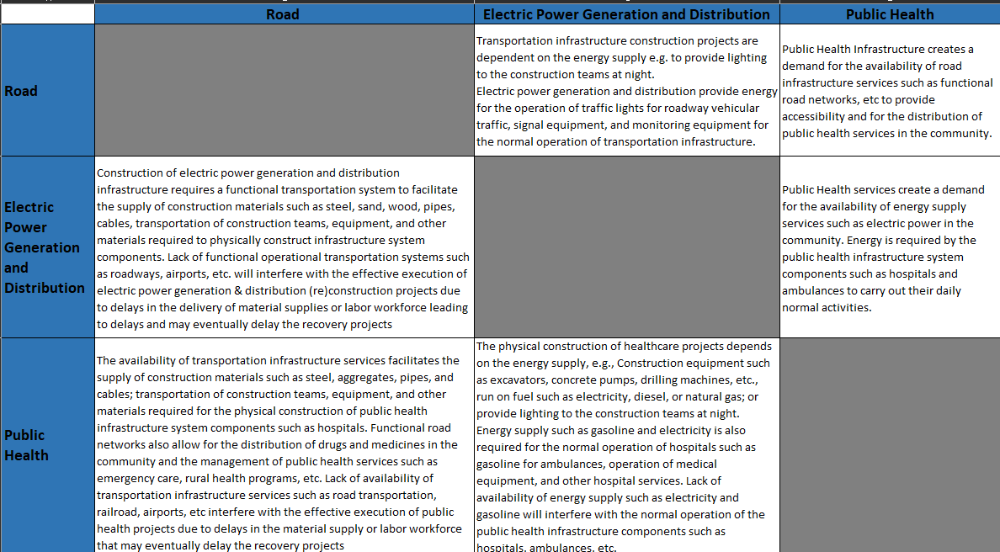 Road
Electric Power Generation and Distribution
Public Health
Road
Transportation infrastructure construction projects are
dependent on the energy supply e.g. to provide lighting
to the construction teams at night.
Electric power generation and distribution provide energy
for the operation of traffic lights for roadway vehicular
traffic, signal equipment, and monitoring equipment for
the normal operation of transportation infrastructure.
Public Health Infrastructure creates a
demand for the availability of road
infrastructure services such as functional
road networks, etc to provide
accessibility and for the distribution of
public health services in the community.
Electric
Power
Generation
and
Distribution
Construction of electric power generation and distribution
infrastructure requires a functional transportation system to facilitate
the supply of construction materials such as steel, sand, wood, pipes,
cables, transportation of construction teams, equipment, and other
materials required to physically construct infrastructure system
components. Lack of functional operational transportation systems such
as roadways, airports, etc. will interfere with the effective execution of
electric power generation & distribution (re)construction projects due
to delays in the delivery of material supplies or labor workforce leading
to delays and may eventually delay the recovery projects
Public Health services create a demand
for the availability of energy supply
services such as electric power in the
community. Energy is required by the
public health infrastructure system
components such as hospitals and
ambulances to carry out their daily
normal activities.
Public
Health
The availability of transportation infrastructure services facilitates the
supply of construction materials such as steel, aggregates, pipes, and
cables; transportation of construction teams, equipment, and other
materials required for the physical construction of public health
infrastructure system components such as hospitals. Functional road
networks also allow for the distribution of drugs and medicines in the
community and the management of public health services such as
emergency care, rural health programs, etc. Lack of availability of
transportation infrastructure services such as road transportation,
railroad, airports, etc interfere with the effective execution of public
health projects due to delays in the material supply or labor workforce
that may eventually delay the recovery projects
The physical construction of healthcare projects depends
on the energy supply, e.g., Construction equipment such
as excavators, concrete pumps, drilling machines, etc.,
run on fuel such as electricity, diesel, or natural gas; or
provide lighting to the construction teams at night.
Energy supply such as gasoline and electricity is also
required for the normal operation of hospitals such as
gasoline for ambulances, operation of medical
equipment, and other hospital services. Lack of
availability of energy supply such as electricity and
gasoline will interfere with the normal operation of the
public health infrastructure components such as
hospitals, ambulances, etc.